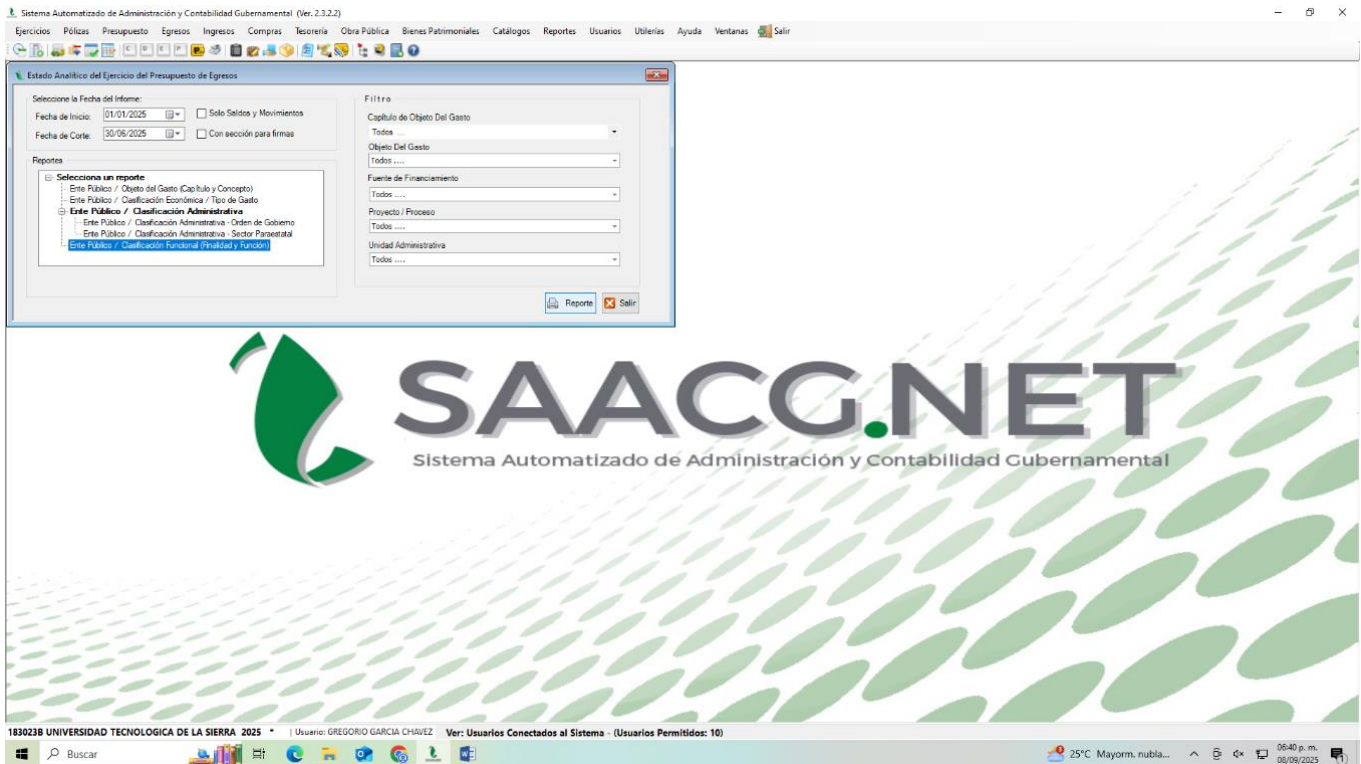 Sistema Automatizado de Administración y Contabilidad Gubernamental (Ver. 2.3.2.2)
Ejercicios Pólizas Presupuesto Egresos Ingresos Compras Tesorería Obra Pública Bienes Patrimoniales Catálogos Reportes Usuarios Utilerías Ayuda Ventanas Salir
C D E P
Estado Analítico del Ejercicio del Presupuesto de Egresos
Seleccione la Fecha del Informe:
Fecha de Inicio: 01/01/2025 Solo Saldos y Movimientos
Fecha de Corte: 30/06/2025 Con sección para firmas
Reportes
Selecciona un reporte
Ente Público / Objeto del Gasto (Capítulo y Concepto)
Ente Público / Clasificación Económica / Tipo de Gasto
Ente Público / Clasificación Administrativa
Ente Público / Clasificación Administrativa - Orden de Gobierno
Ente Público / Clasificación Administrativa - Sector Paraestatal
Ente Público / Clasificación Funcional (Finalidad y Función)
Filtro
Capítulo de Objeto Del Gasto
Todos ...
Objeto Del Gasto
Todos ....
Fuente de Financiamiento
Todos ....
Proyecto / Proceso
Todos ....
Unidad Administrativa
Todos ....
Reporte Salir
SAACG.NET
Sistema Automatizado de Administración y Contabilidad Gubernamental
183023B UNIVERSIDAD TECNOLOGICA DE LA SIERRA 2025 * | Usuario: GREGORIO GARCIA CHAVEZ Ver: Usuarios Conectados al Sistema - (Usuarios Permitidos: 10)
Buscar 25°C Mayorm. nubla... 06:40 p. m.
08/09/2025